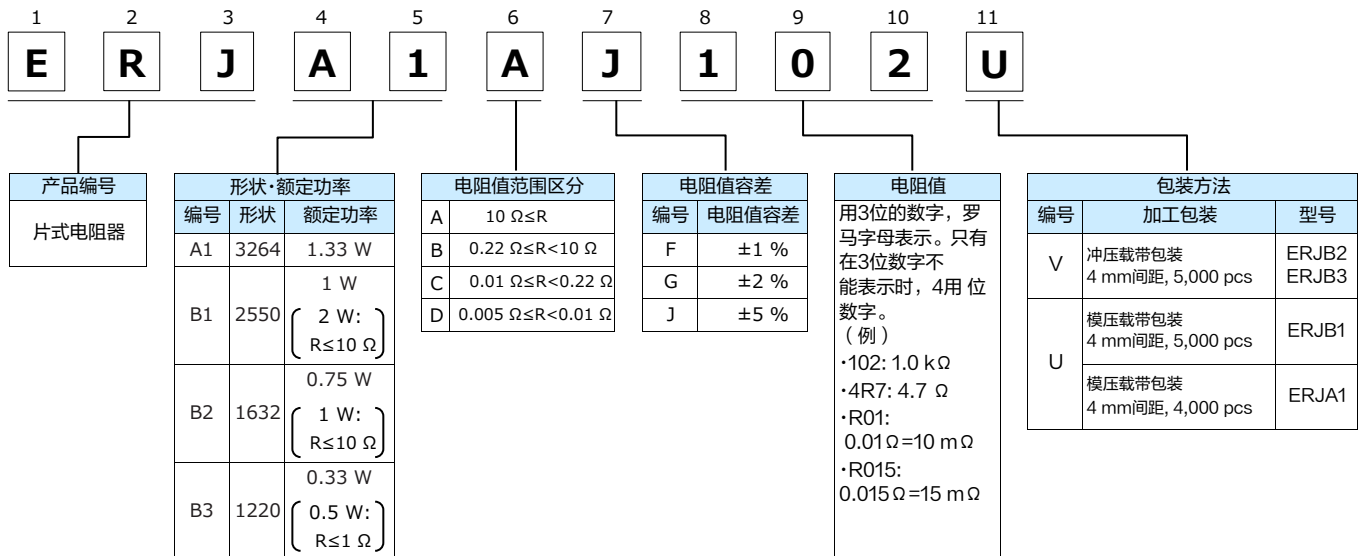 1 2 3 4 5 6 7 8 9 10 11
E R J A 1 A J 1 0 2 U
产品编号
片式电阻器
形状·额定功率
编号 形状 额定功率
A1 3264 1.33 W
B1 2550 1 W
2 W:
R≤10 Ω
B2 1632 0.75 W
1 W:
R≤10 Ω
B3 1220 0.33 W
0.5 W:
R≤1 Ω
电阻值范围区分
A 10 Ω≤R
B 0.22 Ω≤R<10 Ω
C 0.01 Ω≤R<0.22 Ω
D 0.005 Ω≤R<0.01 Ω
电阻值容差
编号 电阻值容差
F ±1 %
G ±2 %
J ±5 %
电阻值
用3位的数字，罗
马字母表示。只有
在3位数字不
能表示时，4用 位
数字。
（例）
·102: 1.0 kΩ
·4R7: 4.7 Ω
·R01:
0.01Ω=10 mΩ
·R015:
0.015Ω=15 mΩ
包装方法
编号 加工包装 型号
V 冲压载带包装
4 mm间距, 5,000 pcs
ERJB2
ERJB3
U 模压载带包装
4 mm间距, 5,000 pcs
ERJB1
模压载带包装
4 mm间距, 4,000 pcs
ERJA1